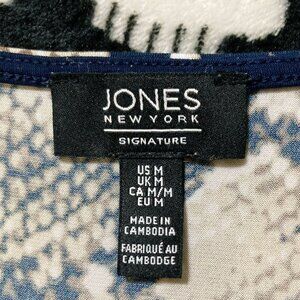 JONES
NEW YORK
SIGNATURE
US M
UK M
CA M/M
EU M
MADE IN
CAMBODIA
FABRIQUÉ AU
CAMBODGE